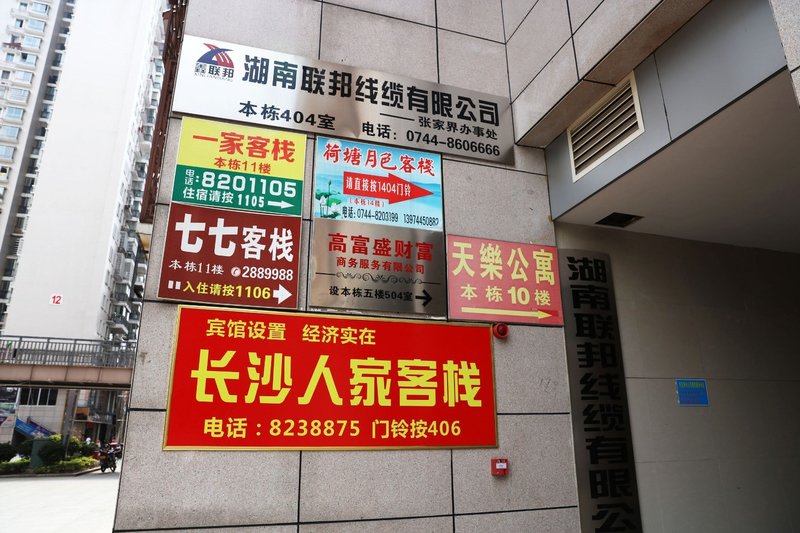 鑫联邦
湖南联邦线缆有限公司
张家界办事处
本栋404室
电话：0744-8606666
一家客栈
本栋11楼
电话：8201105
住宿请按1105
荷塘月色客栈
请直接按1404门铃
（本栋14楼）
电话：0744-8203199 13974450887
七七客栈
本栋11楼 2889988
入住请按1106
高富盛财富
商务服务有限公司
设本栋五楼504室
天樂公寓
本栋10楼
宾馆设置 经济实在
长沙人家客栈
电话：8238875 门铃按406
湖南联邦线缆有限公
12